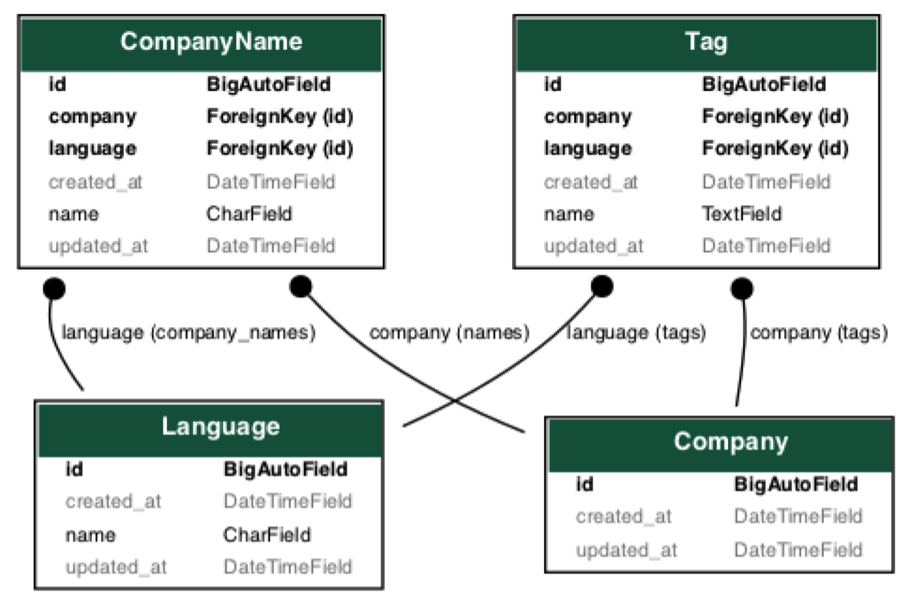 CompanyName
id BigAutoField
company ForeignKey (id)
language ForeignKey (id)
created_at DateTimeField
name CharField
updated_at DateTimeField
Tag
id BigAutoField
company ForeignKey (id)
language ForeignKey (id)
created_at DateTimeField
name TextField
updated_at DateTimeField
language (company_names)
company (names)
language (tags)
company (tags)
Language
id BigAutoField
created_at DateTimeField
name CharField
updated_at DateTimeField
Company
id BigAutoField
created_at DateTimeField
updated_at DateTimeField